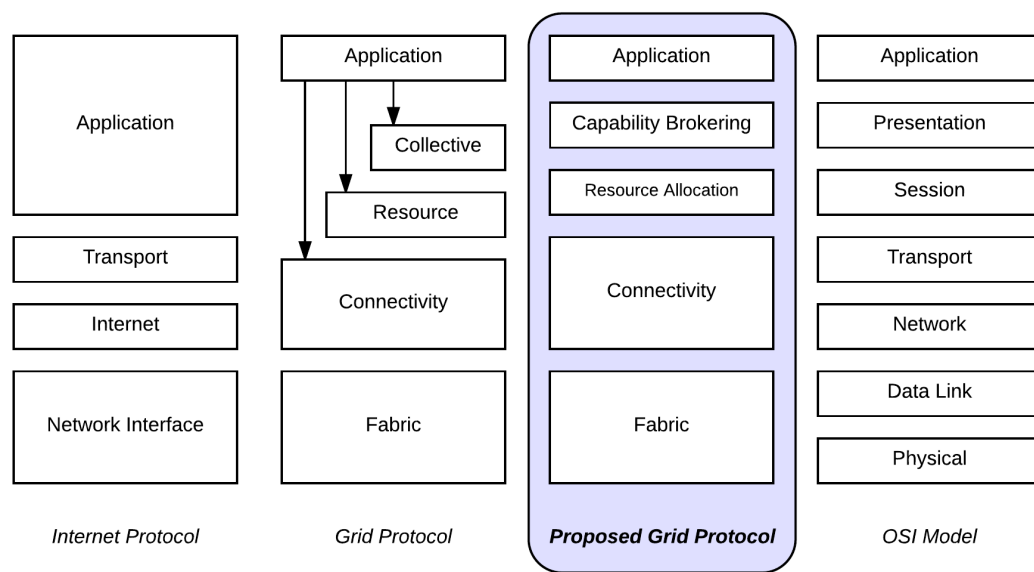 Application
Transport
Internet
Network Interface
Internet Protocol
Application
Collective
Resource
Connectivity
Fabric
Grid Protocol
Application
Capability Brokering
Resource Allocation
Connectivity
Fabric
Proposed Grid Protocol
Application
Presentation
Session
Transport
Network
Data Link
Physical
OSI Model